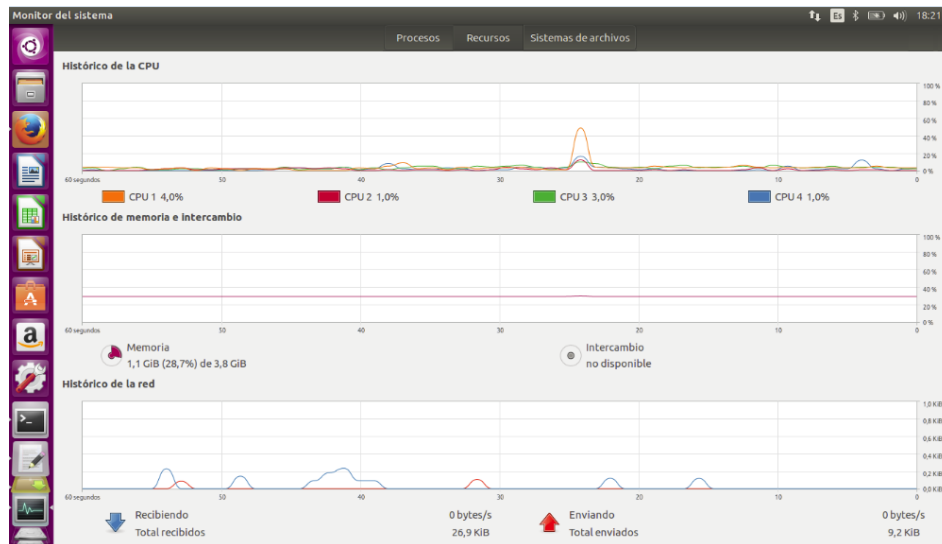 Monitor del sistema Es 18:21
Procesos Recursos Sistemas de archivos
Histórico de la CPU
100 %
80 %
60 %
40 %
20 %
0 %
60 segundos 50 40 30 20 10 0
CPU 1 4,0% CPU 2 1,0% CPU 3 3,0% CPU 4 1,0%
Histórico de memoria e intercambio
100 %
80 %
60 %
40 %
20 %
0 %
60 segundos 50 40 30 20 10 0
Memoria Intercambio
1,1 GiB (28,7%) de 3,8 GiB no disponible
Histórico de la red
1,0 KiB
0,8 KiB
0,6 KiB
0,4 KiB
0,2 KiB
0,0 KiB
60 segundos 50 40 30 20 10 0
Recibiendo 0 bytes/s Enviando 0 bytes/s
Total recibidos 26,9 KiB Total enviados 9,2 KiB